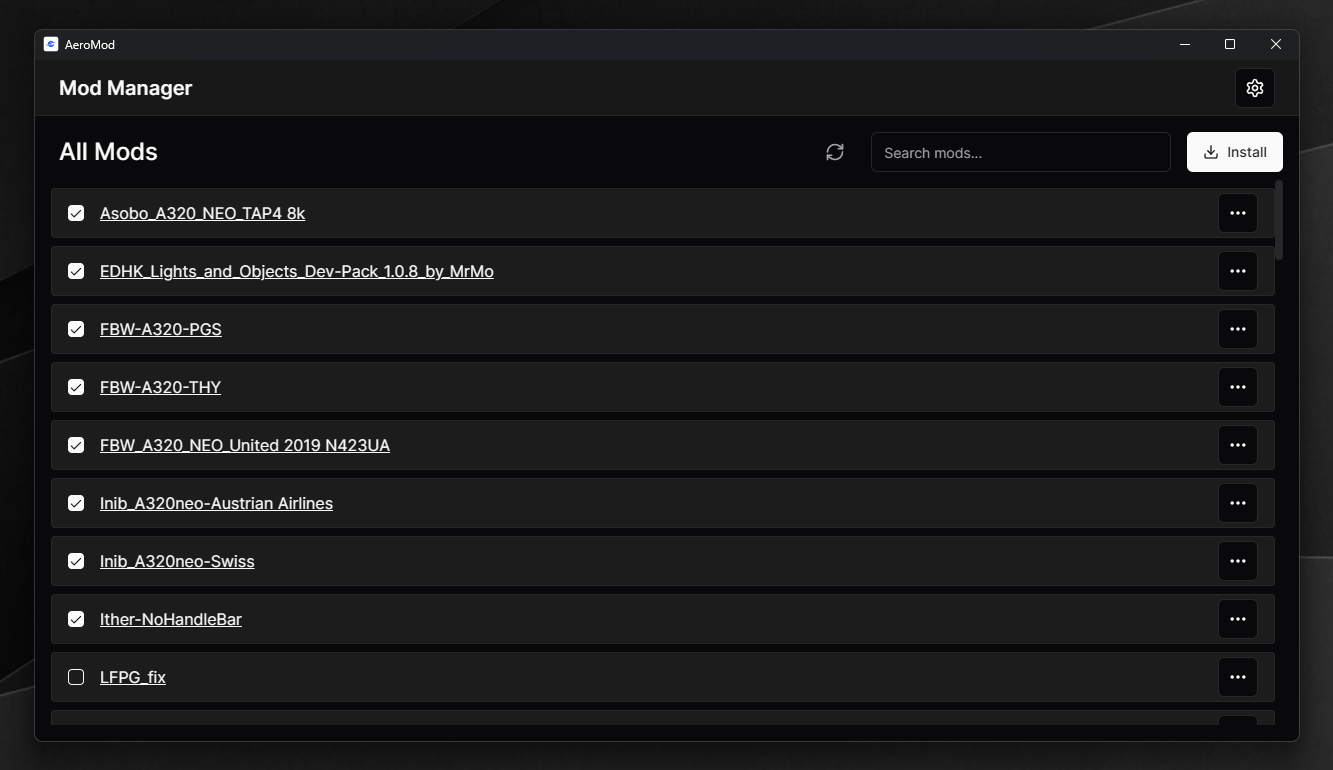 AeroMod
Mod Manager
All Mods
Search mods...
Install
Asobo_A320_NEO_TAP4 8k
EDHK_Lights_and_Objects_Dev-Pack_1.0.8_by_MrMo
FBW-A320-PGS
FBW-A320-THY
FBW_A320_NEO_United 2019 N423UA
Inib_A320neo-Austrian Airlines
Inib_A320neo-Swiss
Ither-NoHandleBar
LFPG_fix